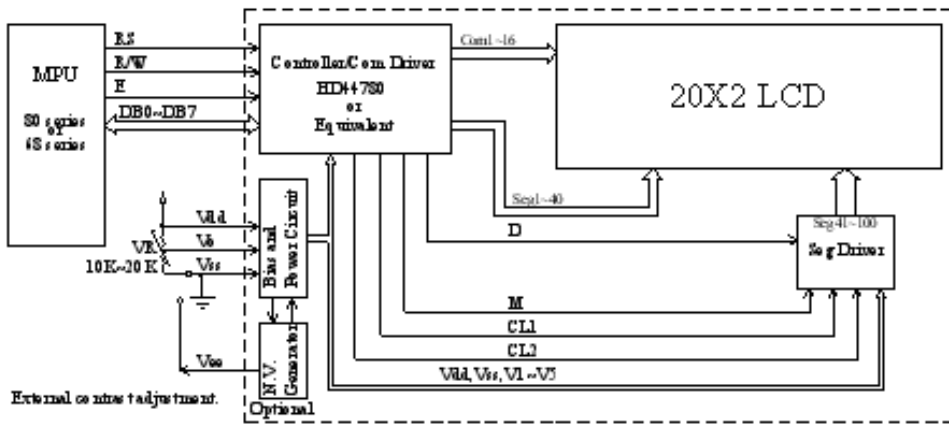 MPU
80 series
or
68 series
RS
R/W
E
DB0~DB7
Controller/Com Driver
HD44780
or
Equivalent
Com1~16
20X2 LCD
Seg1~40
D
Seg41~100
Seg Driver
Vdd
Vo
Vss
VR
10K~20K
Bias and
Power Circuit
M
CL1
CL2
Vdd, Vss, V1~V5
N.V.
Generator
Vee
Optional
External contrast adjustment.